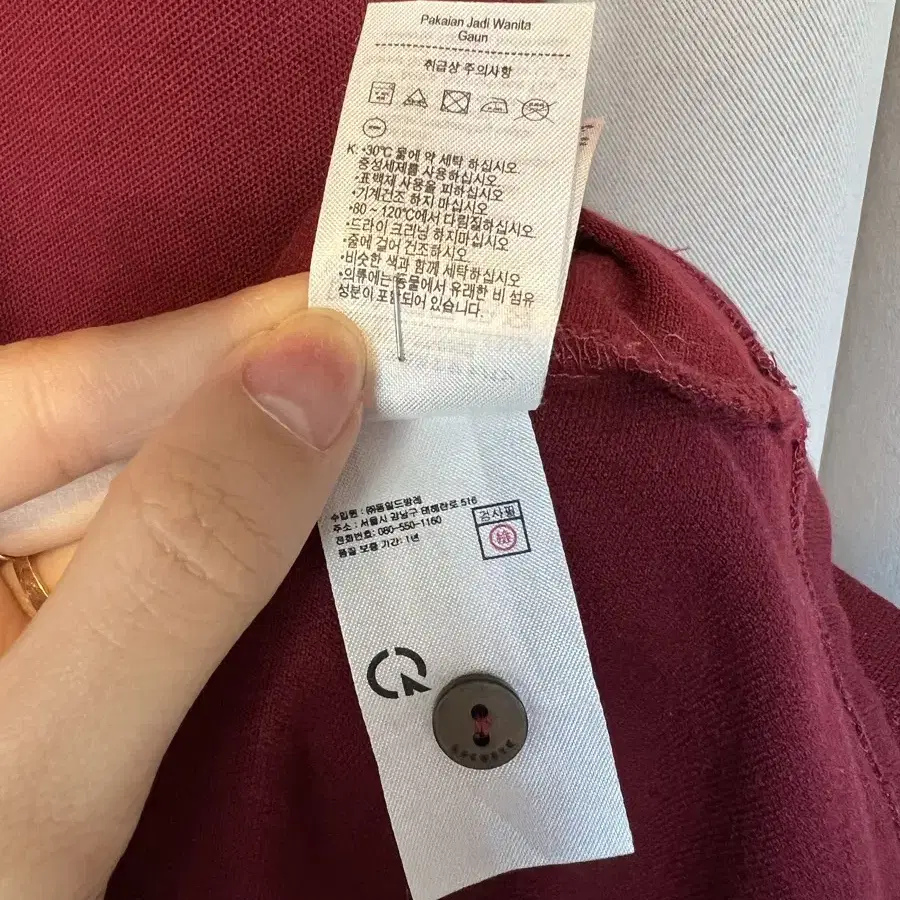 Pakaian Jadi Wanita
Gaun
취급상 주의사항
K: •30℃ 물에 약 세탁 하십시오
중성세제를 사용하십시오
•표백제 사용을 피하십시오
•기계건조 하지 마십시오
•80 ~ 120℃에서 다림질하십시오
•드라이 크리닝 하지마십시오
•줄에 걸어 건조하시오
•비슷한 색과 함께 세탁하십시오
•의류에는 동물에서 유래한 비 섬유
성분이 포함되어 있습니다.
수입원 : ㈜동일드방레
주소 : 서울시 강남구 테헤란로 516
전화번호: 080-550-1160
품질 보증 기간: 1년
검사필